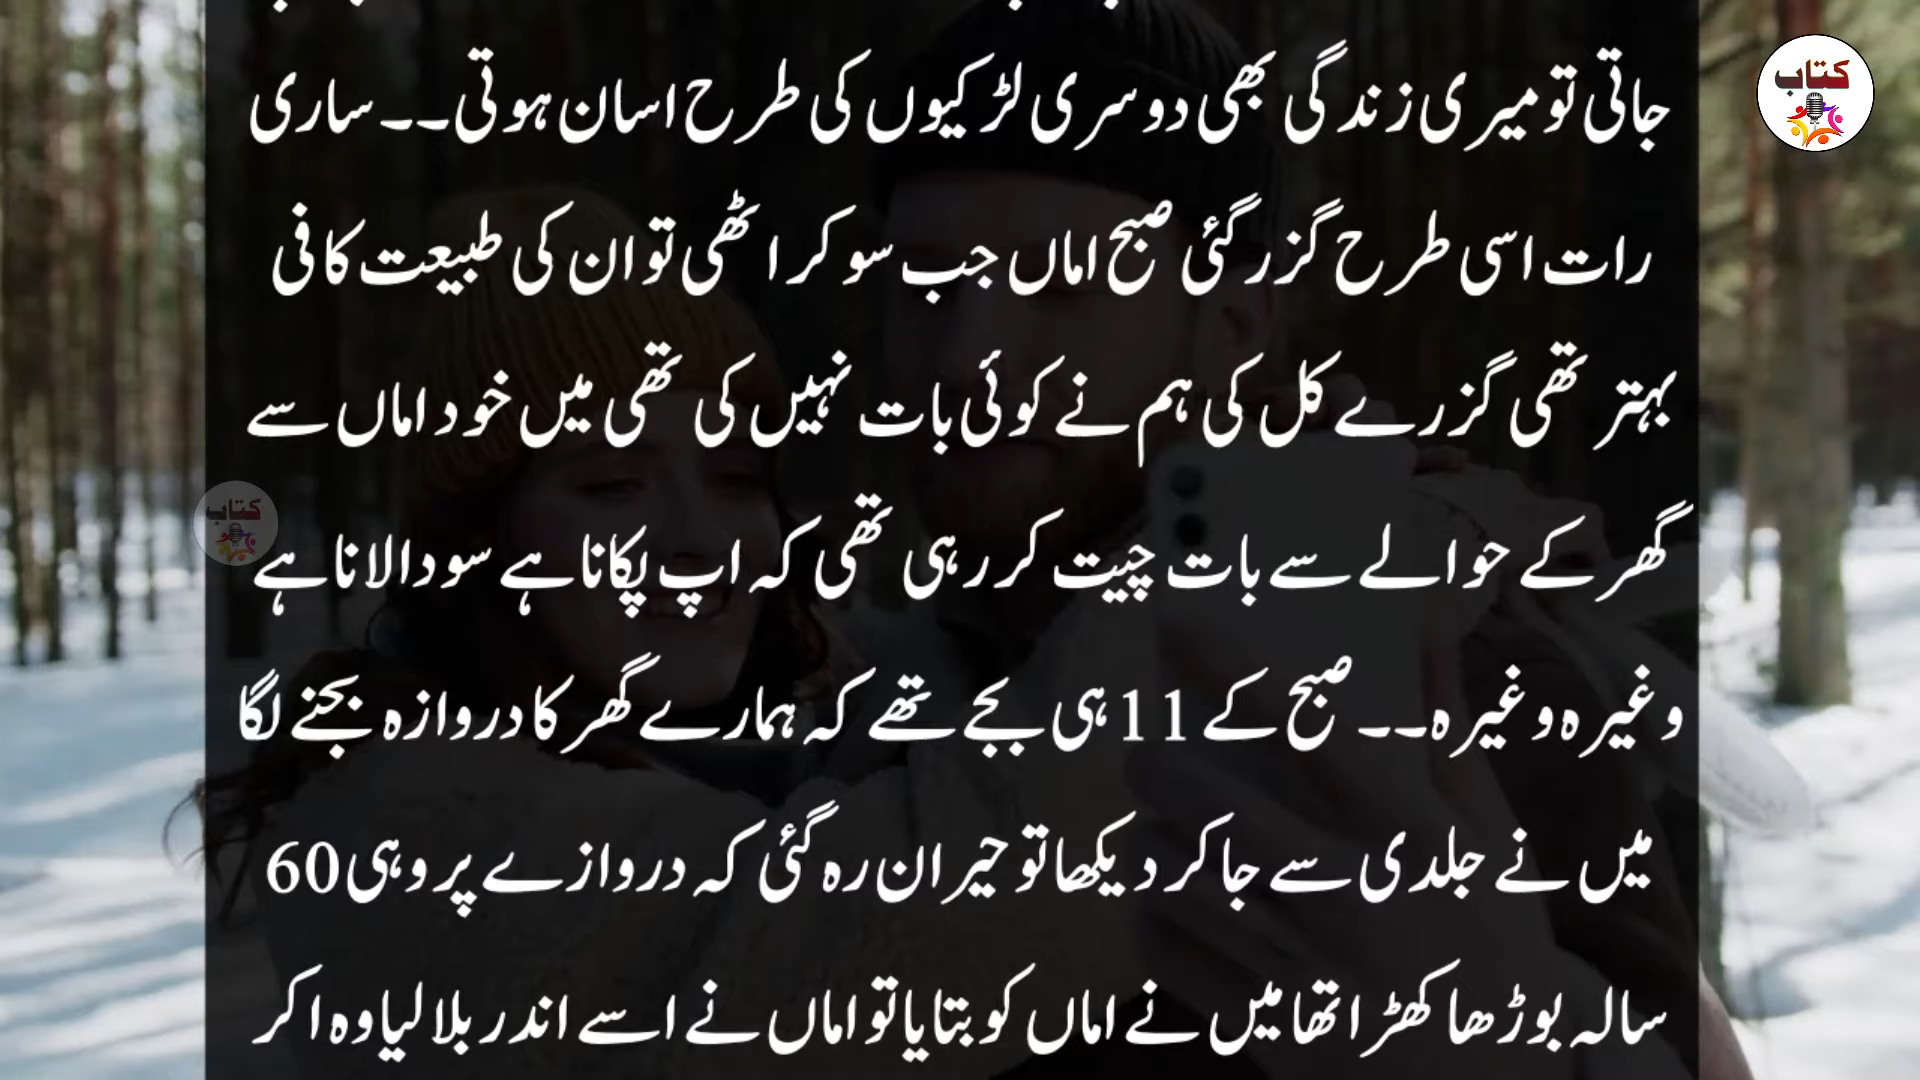 کتاب
جاتی تو میری زندگی بھی دوسری لڑکیوں کی طرح اسان ہوتی۔۔ ساری
رات اسی طرح گزر گئی صبح اماں جب سو کر اٹھی تو ان کی طبیعت کافی
بہتر تھی گزرے کل کی ہم نے کوئی بات نہیں کی تھی میں خود اماں سے
گھر کے حوالے سے بات چیت کر رہی تھی کہ اپ پکانا ہے سودا لانا ہے
وغیرہ وغیرہ۔۔ صبح کے 11 ہی بجے تھے کہ ہمارے گھر کا دروازہ بجنے لگا
میں نے جلدی سے جا کر دیکھا تو حیران رہ گئی کہ دروازے پر وہی 60
سالہ بوڑھا کھڑا تھا میں نے اماں کو بتایا تو اماں نے اسے اندر بلا لیا وہ اکر
کتاب